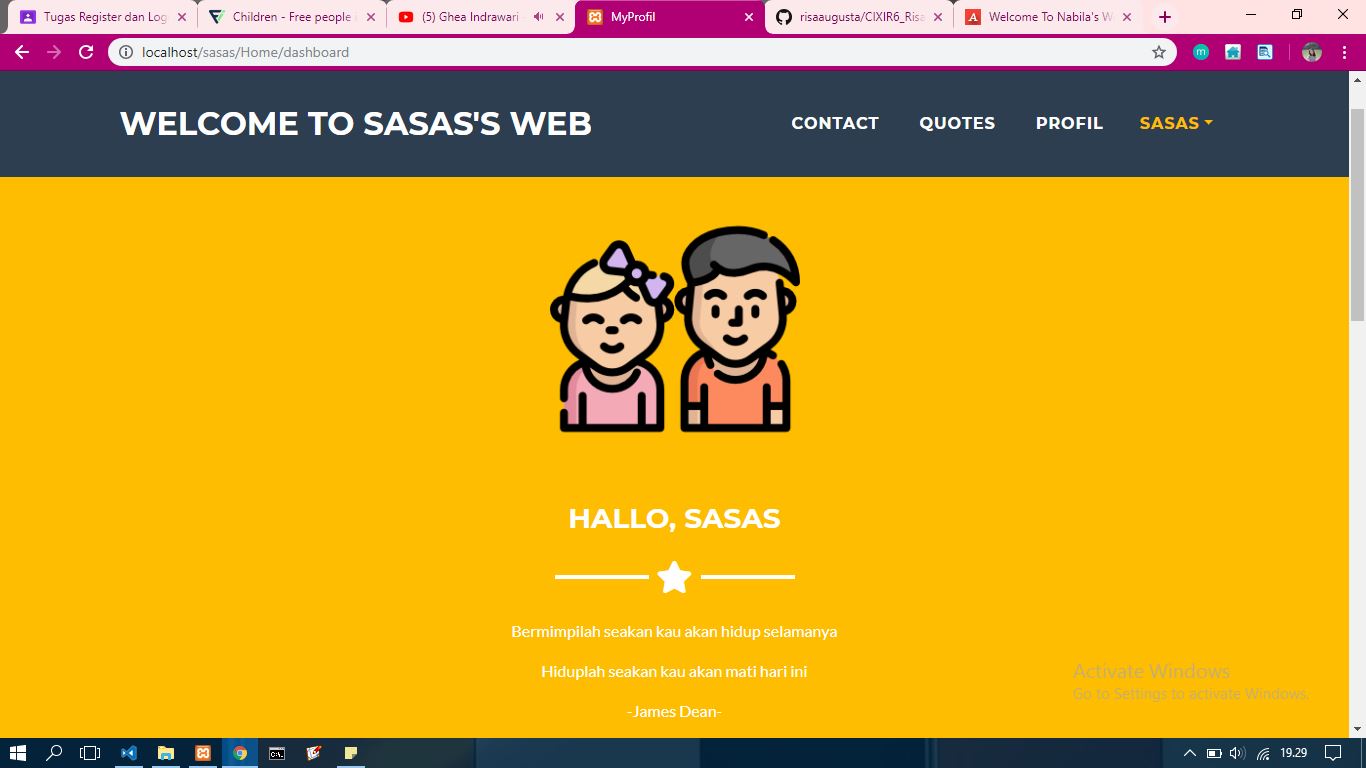 Tugas Register dan Log
Children - Free people
(5) Ghea Indrawari
MyProfil
risaaugusta/CIXIR6_Risa
Welcome To Nabila's W
localhost/sasas/Home/dashboard
m
WELCOME TO SASAS'S WEB
CONTACT
QUOTES
PROFIL
SASAS
HALLO, SASAS
Bermimpilah seakan kau akan hidup selamanya
Hiduplah seakan kau akan mati hari ini
-James Dean-
Activate Windows
Go to Settings to activate Windows.
19.29